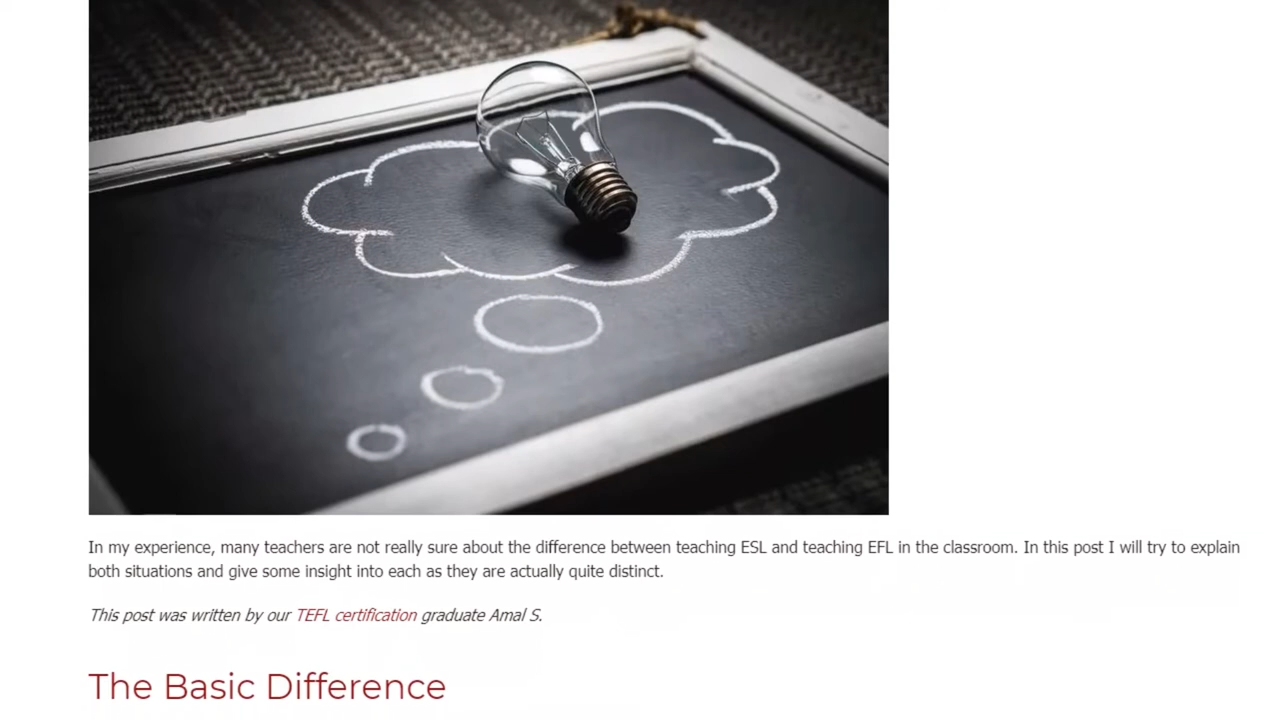 In my experience, many teachers are not really sure about the difference between teaching ESL and teaching EFL in the classroom. In this post I will try to explain
both situations and give some insight into each as they are actually quite distinct.
This post was written by our TEFL certification graduate Amal S.
The Basic Difference